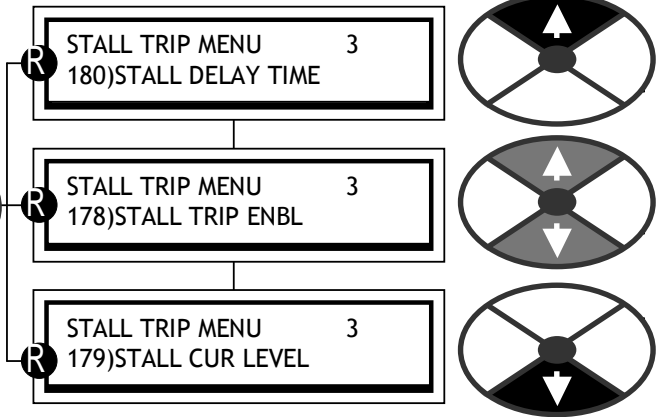 STALL TRIP MENU 3
R
180)STALL DELAY TIME
STALL TRIP MENU 3
R
178)STALL TRIP ENBL
STALL TRIP MENU 3
R
179)STALL CUR LEVEL